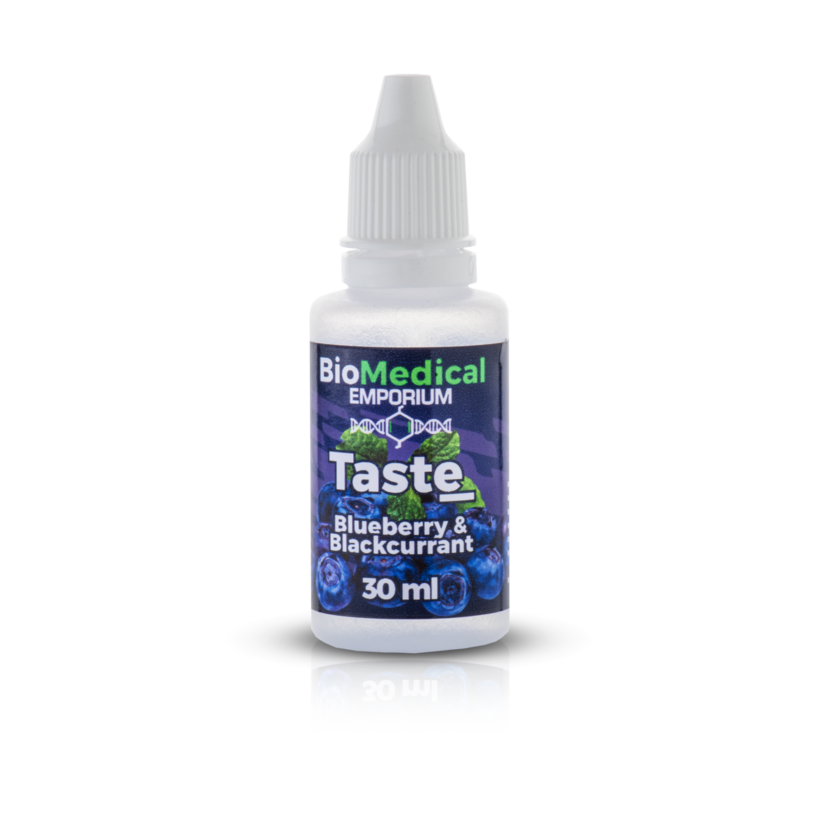 BioMedical
EMPORIUM
Taste
Blueberry &
Blackcurrant
30 ml